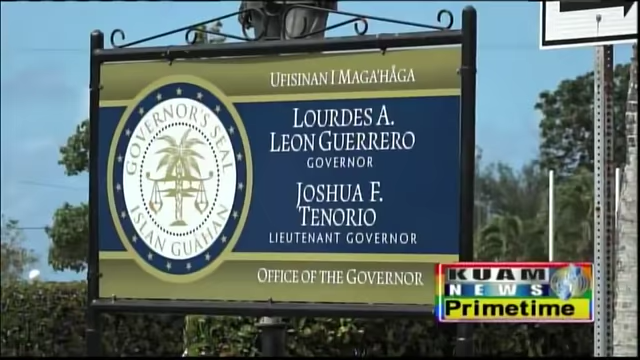 UFISINAN I MAGA'HÅGA
LOURDES A.
LEON GUERRERO
GOVERNOR
JOSHUA F.
TENORIO
LIEUTENANT GOVERNOR
OFFICE OF THE GOVERNOR
GOVERNOR'S SEAL
ISLAN GUÅHAN
KUAM
NEWS
Primetime